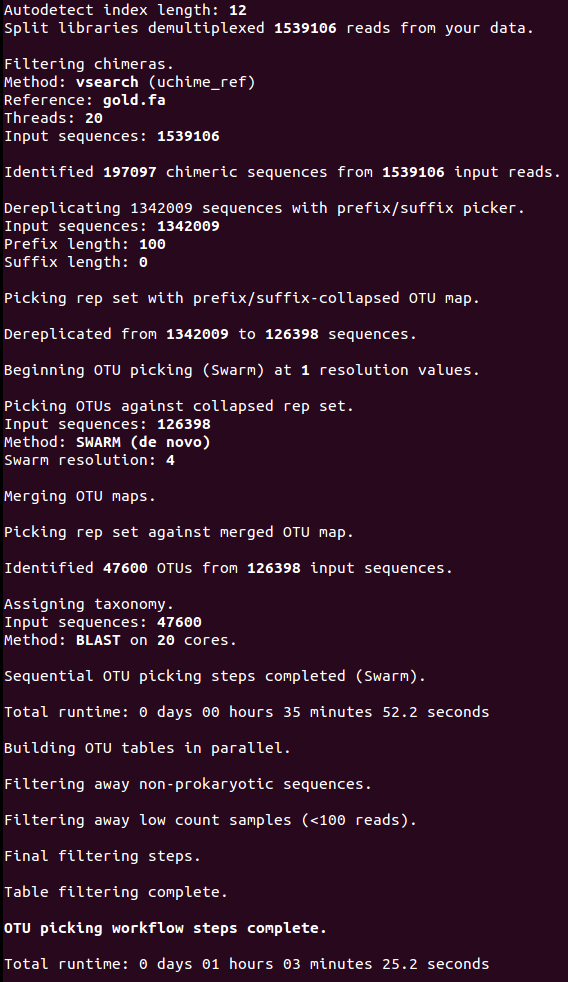 Autodetect index length: 12
Split libraries demultiplexed 1539106 reads from your data.
Filtering chimeras.
Method: vsearch (uchime_ref)
Reference: gold.fa
Threads: 20
Input sequences: 1539106
Identified 197097 chimeric sequences from 1539106 input reads.
Dereplicating 1342009 sequences with prefix/suffix picker.
Input sequences: 1342009
Prefix length: 100
Suffix length: 0
Picking rep set with prefix/suffix-collapsed OTU map.
Dereplicated from 1342009 to 126398 sequences.
Beginning OTU picking (Swarm) at 1 resolution values.
Picking OTUs against collapsed rep set.
Input sequences: 126398
Method: SWARM (de novo)
Swarm resolution: 4
Merging OTU maps.
Picking rep set against merged OTU map.
Identified 47600 OTUs from 126398 input sequences.
Assigning taxonomy.
Input sequences: 47600
Method: BLAST on 20 cores.
Sequential OTU picking steps completed (Swarm).
Total runtime: 0 days 00 hours 35 minutes 52.2 seconds
Building OTU tables in parallel.
Filtering away non-prokaryotic sequences.
Filtering away low count samples (<100 reads).
Final filtering steps.
Table filtering complete.
OTU picking workflow steps complete.
Total runtime: 0 days 01 hours 03 minutes 25.2 seconds